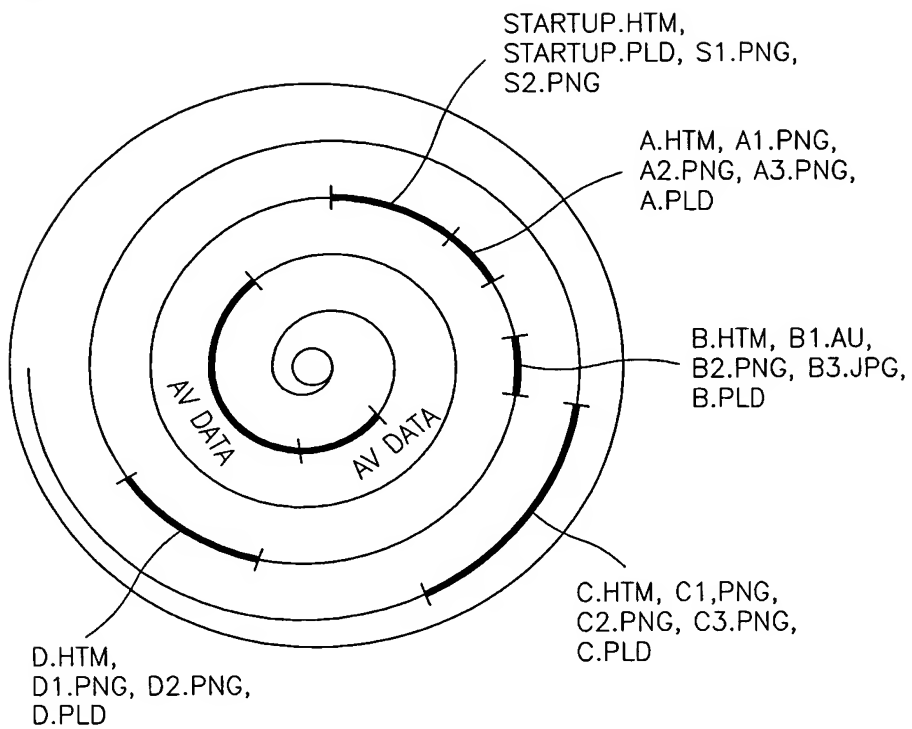 STARTUP.HTM,
STARTUP.PLD, S1.PNG,
S2.PNG
A.HTM, A1.PNG,
A2.PNG, A3.PNG,
A.PLD
B.HTM, B1.AU,
B2.PNG, B3.JPG,
B.PLD
AV DATA
AV DATA
C.HTM, C1,PNG,
C2.PNG, C3.PNG,
C.PLD
D.HTM,
D1.PNG, D2.PNG,
D.PLD